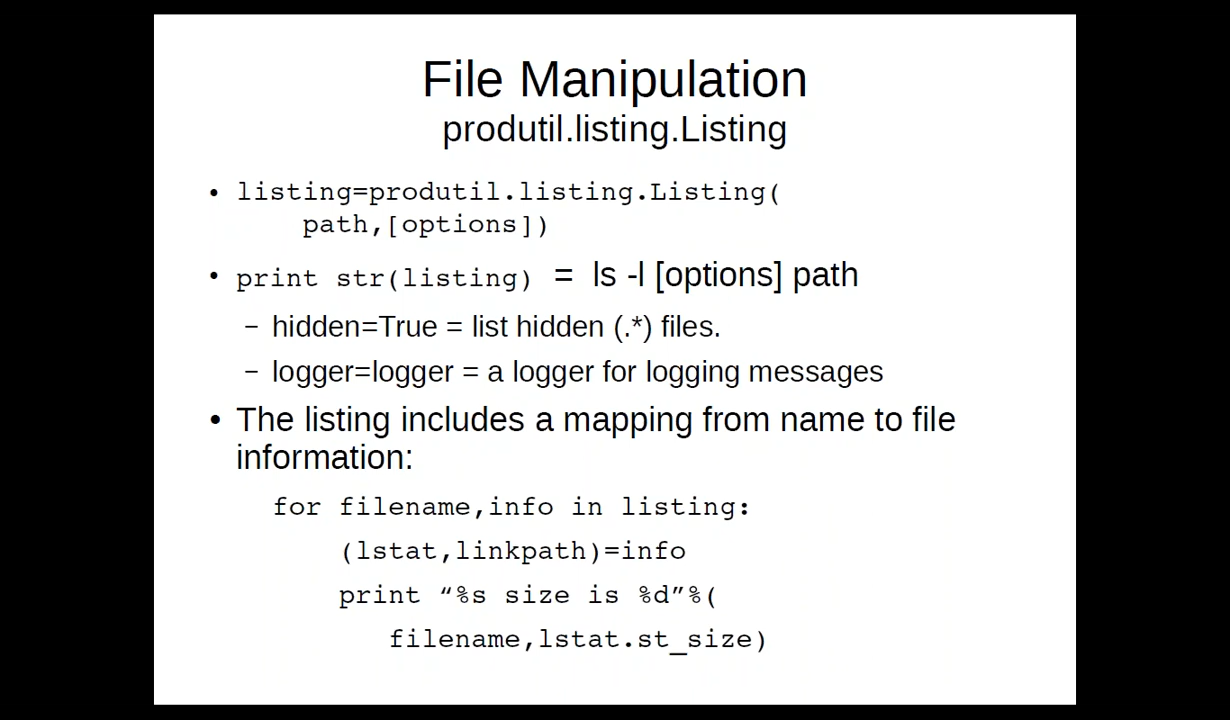 File Manipulation
produtil.listing.Listing
• listing=produtil.listing.Listing(
path,[options])
• print str(listing) = ls -l [options] path
– hidden=True = list hidden (.*) files.
– logger=logger = a logger for logging messages
• The listing includes a mapping from name to file
information:
for filename,info in listing:
(lstat,linkpath)=info
print “%s size is %d”%(
filename,lstat.st_size)